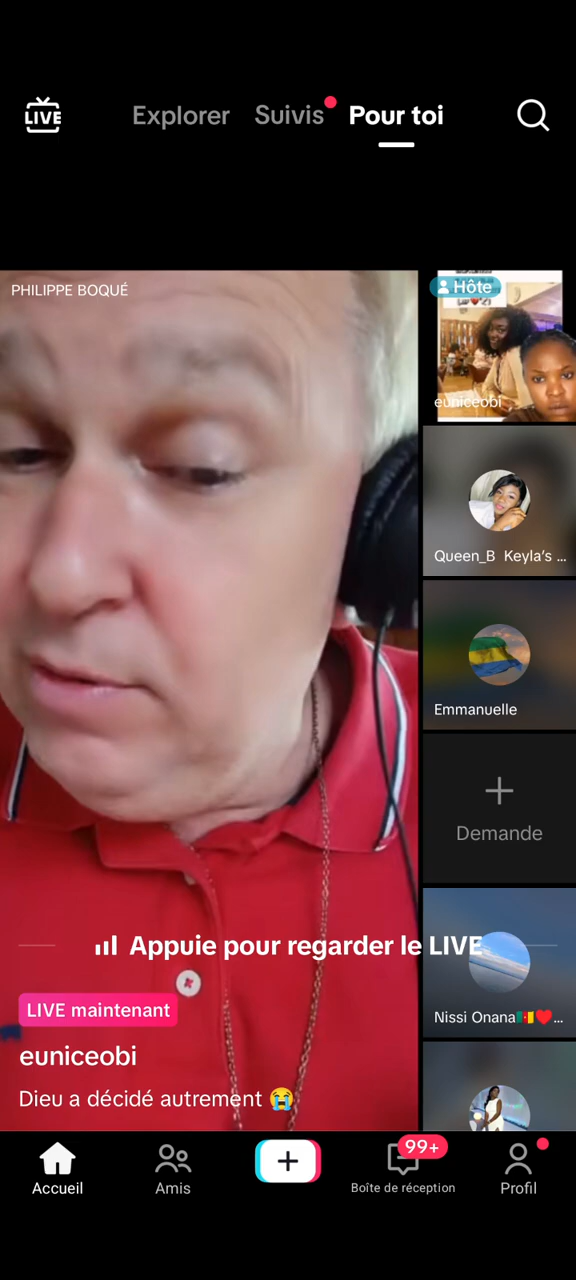 LIVE
Explorer
Suivis
Pour toi
PHILIPPE BOQUÉ
Hôte
euniceobi
Queen_B Keyla's ...
Emmanuelle
Demande
Appuie pour regarder le LIVE
Nissi Onana🇨🇲❤️...
LIVE maintenant
euniceobi
Dieu a décidé autrement 😭
99+
Accueil
Amis
Boîte de réception
Profil